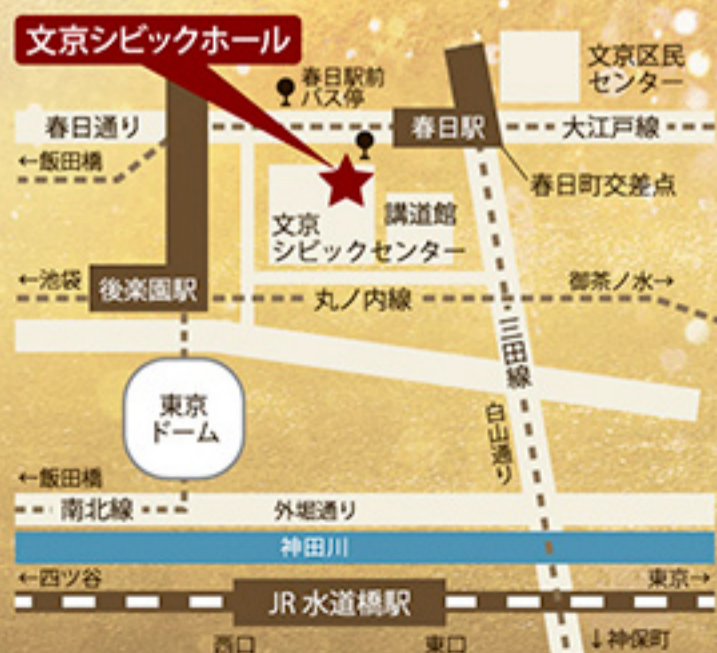 文京シビックホール
文京区民
センター
春日駅前
バス停
春日通り
春日駅
大江戸線
←飯田橋
春日町交差点
講道館
文京
シビックセンター
←池袋
後楽園駅
丸ノ内線
御茶ノ水→
三田線
東京
ドーム
白山通り
←飯田橋
南北線
外堀通り
神田川
←四ツ谷
東京→
JR 水道橋駅
西口
東口
↓神保町